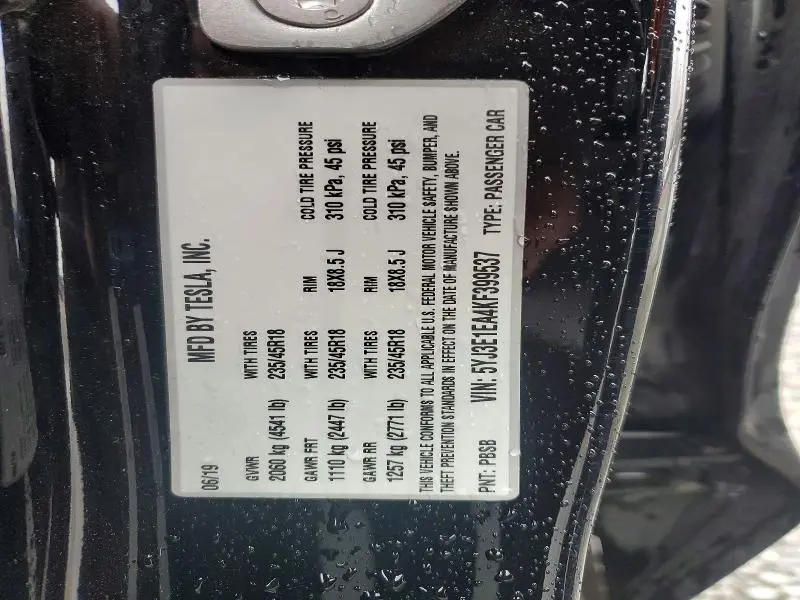 MFD BY TESLA, INC.
06/19
GVWR WITH TIRES
2060 kg (4541 lb) 235/45R18
GAWR FRT WITH TIRES RIM COLD TIRE PRESSURE
1110 kg (2447 lb) 235/45R18 18X8.5 J 310 kPa, 45 psi
GAWR RR WITH TIRES RIM COLD TIRE PRESSURE
1257 kg (2771 lb) 235/45R18 18X8.5 J 310 kPa, 45 psi
THIS VEHICLE CONFORMS TO ALL APPLICABLE U.S. FEDERAL MOTOR VEHICLE SAFETY, BUMPER, AND
THEFT PREVENTION STANDARDS IN EFFECT ON THE DATE OF MANUFACTURE SHOWN ABOVE.
PNT: PBSB VIN: 5YJ3E1EA4KF399537 TYPE: PASSENGER CAR